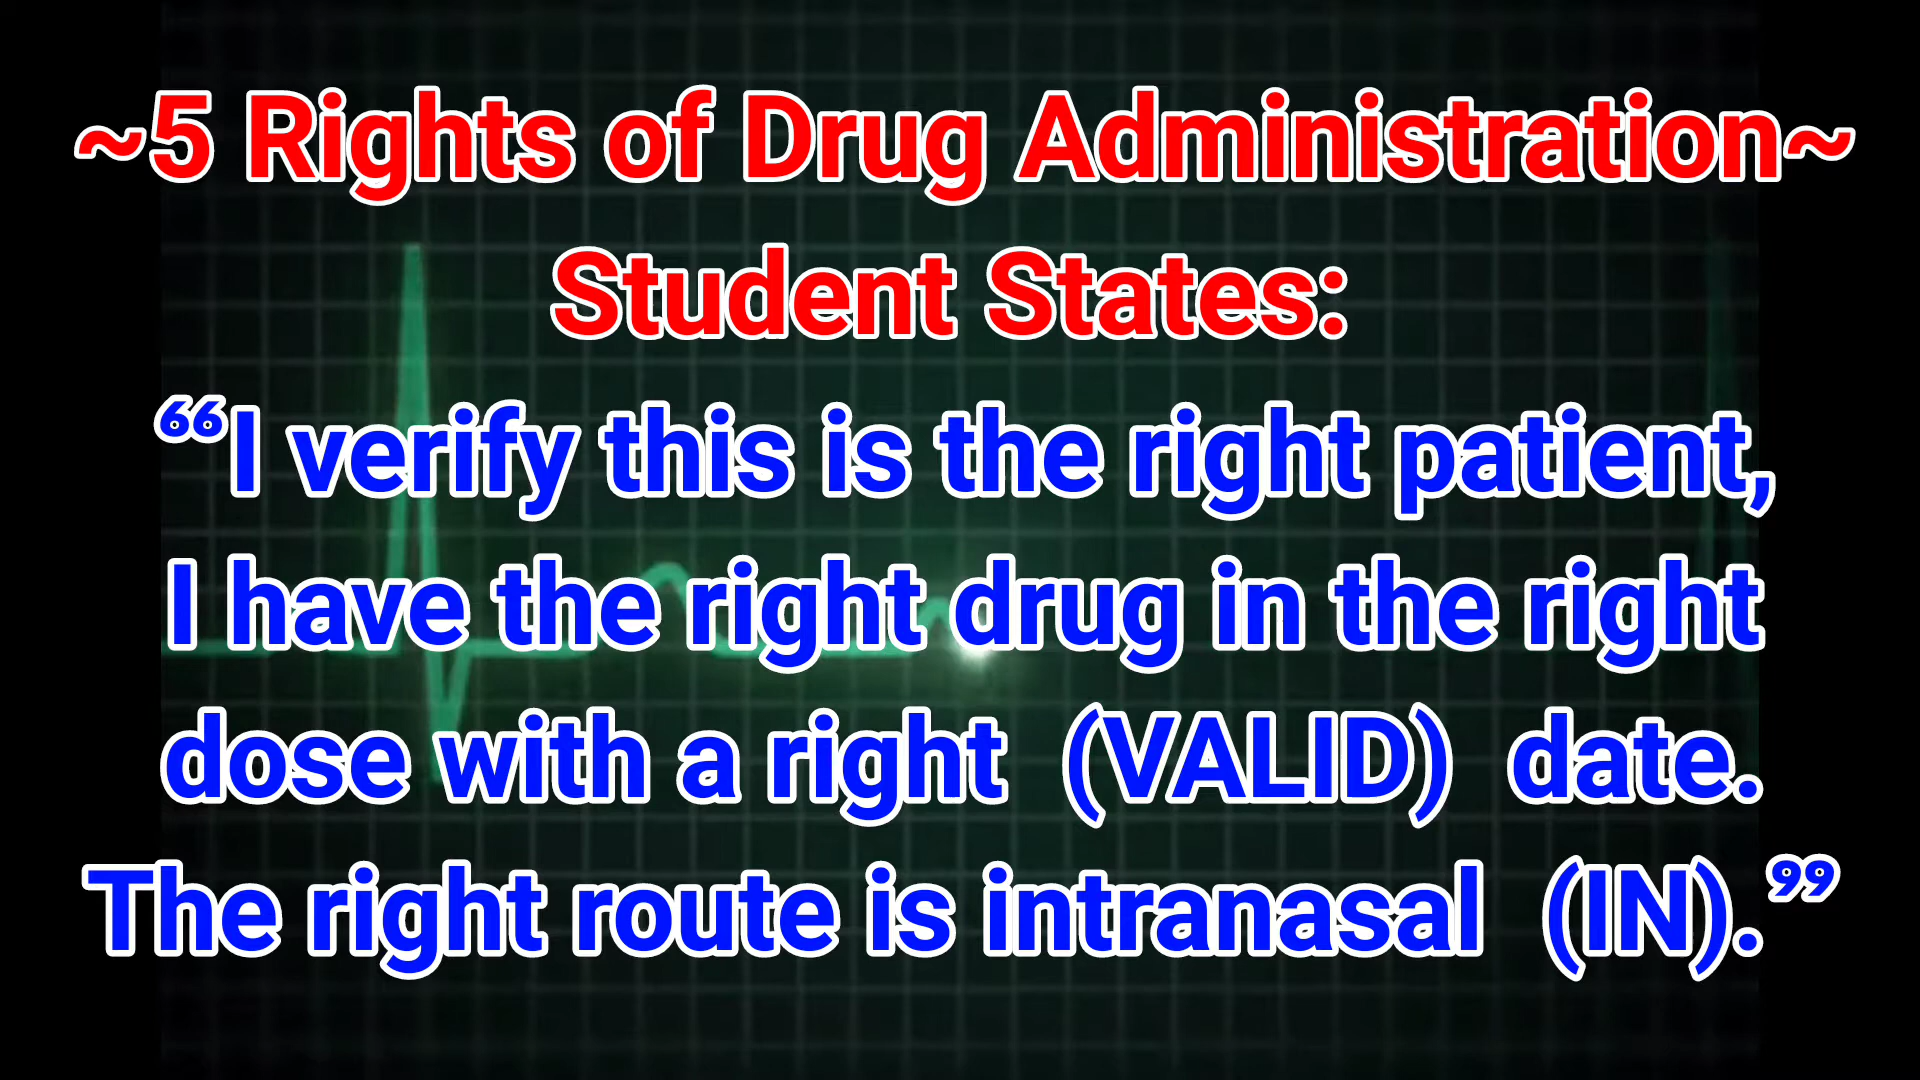 ~5 Rights of Drug Administration~
Student States:
“I verify this is the right patient,
I have the right drug in the right
dose with a right (VALID) date.
The right route is intranasal (IN).”